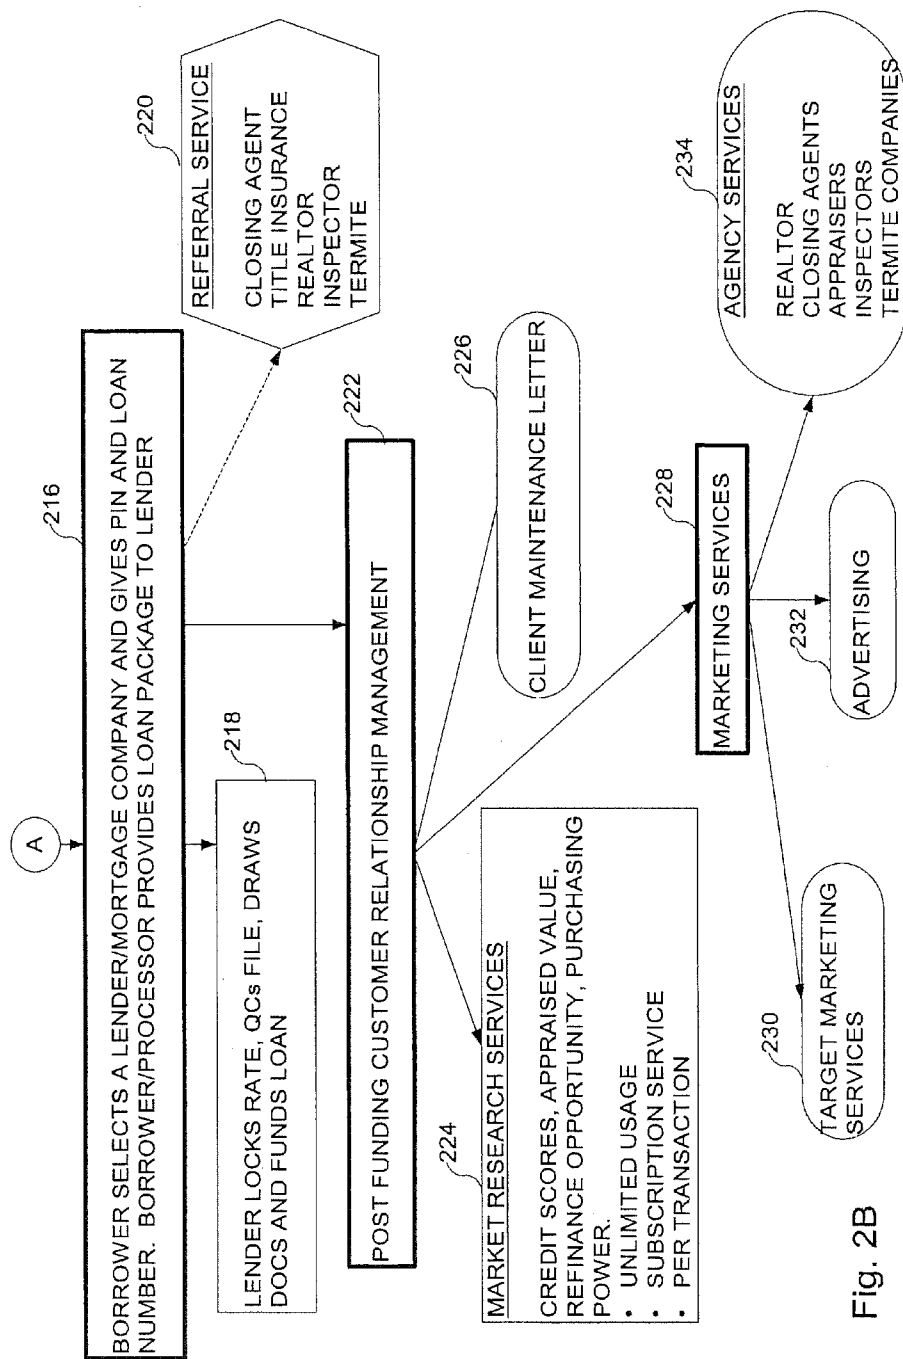 A
216
BORROWER SELECTS A LENDER/MORTGAGE COMPANY AND GIVES PIN AND LOAN
NUMBER. BORROWER/PROCESSOR PROVIDES LOAN PACKAGE TO LENDER
218
LENDER LOCKS RATE, QCs FILE, DRAWS
DOCS AND FUNDS LOAN
220
REFERRAL SERVICE
CLOSING AGENT
TITLE INSURANCE
REALTOR
INSPECTOR
TERMITE
222
POST FUNDING CUSTOMER RELATIONSHIP MANAGEMENT
224
MARKET RESEARCH SERVICES
CREDIT SCORES, APPRAISED VALUE,
REFINANCE OPPORTUNITY, PURCHASING
POWER.
• UNLIMITED USAGE
SUBSCRIPTION SERVICE
• PER TRANSACTION
226
CLIENT MAINTENANCE LETTER
228
MARKETING SERVICES
230
TARGET MARKETING
SERVICES
232
ADVERTISING
234
AGENCY SERVICES
REALTOR
CLOSING AGENTS
APPRAISERS
INSPECTORS
TERMITE COMPANIES
Fig. 2B